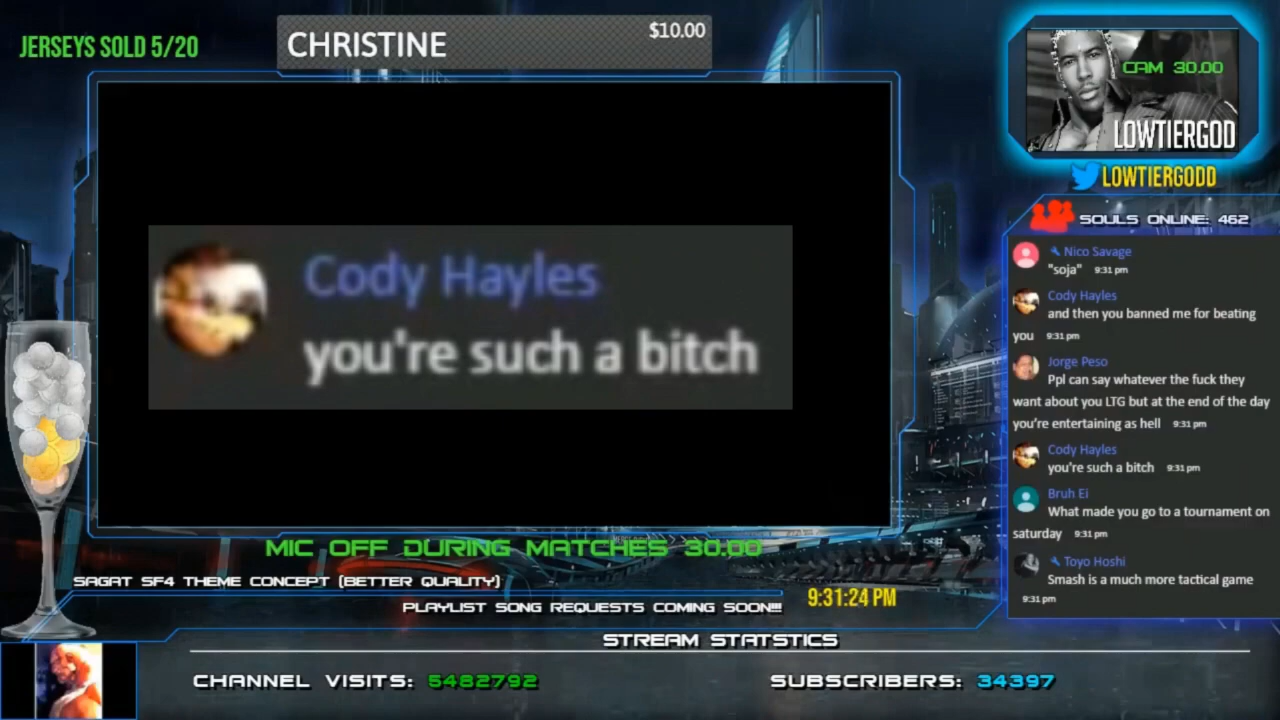 JERSEYS SOLD 5/20
CHRISTINE
$10.00
CAM 30.00
LOWTIERGOD
LOWTIERGODD
SOULS ONLINE: 462
Cody Hayles
you're such a bitch
Nico Savage
"soja" 9:31 pm
Cody Hayles
and then you banned me for beating
you 9:31 pm
Jorge Peso
Ppl can say whatever the fuck they
want about you LTG but at the end of the day
you're entertaining as hell 9:31 pm
Cody Hayles
you're such a bitch 9:31 pm
Bruh Ei
What made you go to a tournament on
saturday 9:31 pm
Toyo Hoshi
Smash is a much more tactical game
9:31 pm
MIC OFF DURING MATCHES 30.00
SAGAT SF4 THEME CONCEPT (BETTER QUALITY)
PLAYLIST SONG REQUESTS COMING SOON!!!
9:31:24 PM
STREAM STATSTICS
CHANNEL VISITS: 5482792
SUBSCRIBERS: 34397